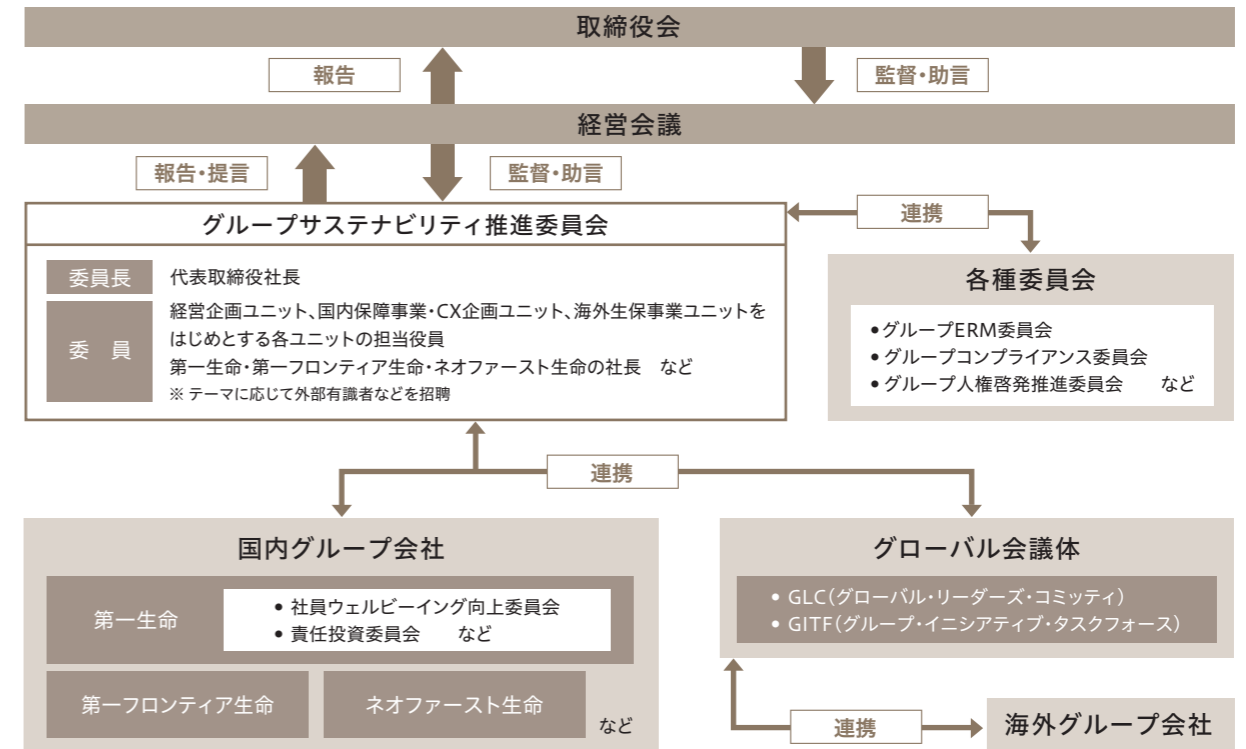 取締役会
報告
監督・助言
経営会議
報告・提言
監督・助言
グループサステナビリティ推進委員会
委員長
代表取締役社長
委　員
経営企画ユニット、国内保障事業・CX企画ユニット、海外生保事業ユニットを
はじめとする各ユニットの担当役員
第一生命・第一フロンティア生命・ネオファースト生命の社長　など
※ テーマに応じて外部有識者などを招聘
連携
各種委員会
●グループERM委員会
●グループコンプライアンス委員会
●グループ人権啓発推進委員会　　など
連携
国内グループ会社
第一生命
● 社員ウェルビーイング向上委員会
● 責任投資委員会　　など
第一フロンティア生命
ネオファースト生命
など
グローバル会議体
● GLC（グローバル・リーダーズ・コミッティ）
● GITF（グループ・イニシアティブ・タスクフォース）
連携
海外グループ会社